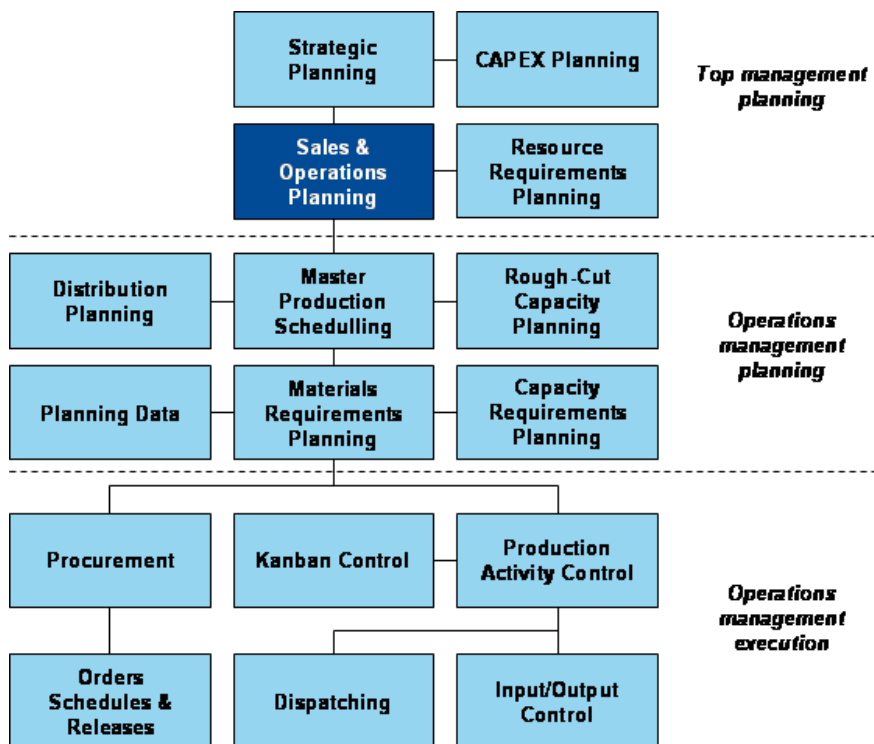 Strategic
Planning
CAPEX Planning
Top management
planning
Sales &
Operations
Planning
Resource
Requirements
Planning
Distribution
Planning
Master
Production
Schedulling
Rough-Cut
Capacity
Planning
Operations
management
planning
Planning Data
Materials
Requirements
Planning
Capacity
Requirements
Planning
Procurement
Kanban Control
Production
Activity Control
Operations
management
execution
Orders
Schedules &
Releases
Dispatching
Input/Output
Control